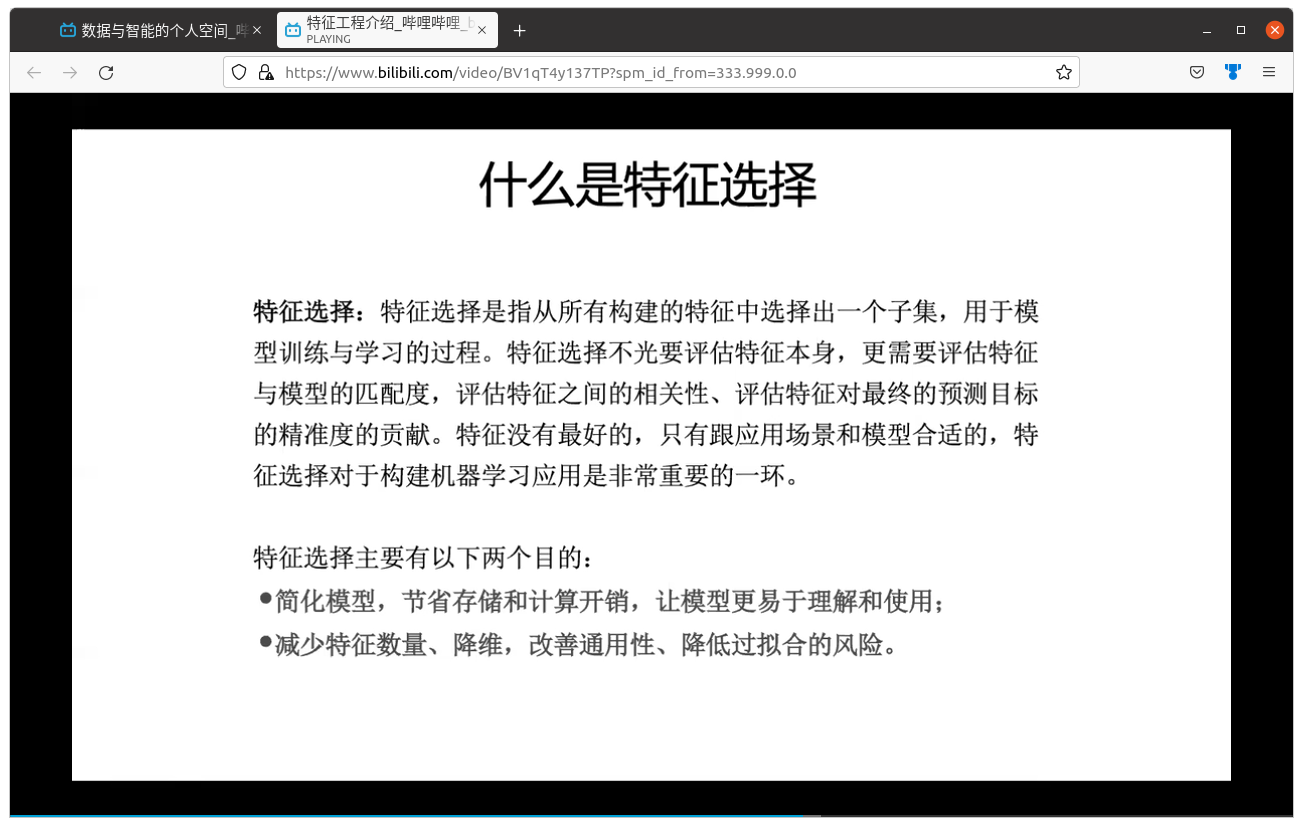 数据与智能的个人空间_哔
特征工程介绍_哔哩哔哩_b
PLAYING
https://www.bilibili.com/video/BV1qT4y137TP?spm_id_from=333.999.0.0
什么是特征选择
特征选择：特征选择是指从所有构建的特征中选择出一个子集，用于模
型训练与学习的过程。特征选择不光要评估特征本身，更需要评估特征
与模型的匹配度，评估特征之间的相关性、评估特征对最终的预测目标
的精准度的贡献。特征没有最好的，只有跟应用场景和模型合适的，特
征选择对于构建机器学习应用是非常重要的一环。
特征选择主要有以下两个目的：
●简化模型，节省存储和计算开销，让模型更易于理解和使用；
●减少特征数量、降维，改善通用性、降低过拟合的风险。